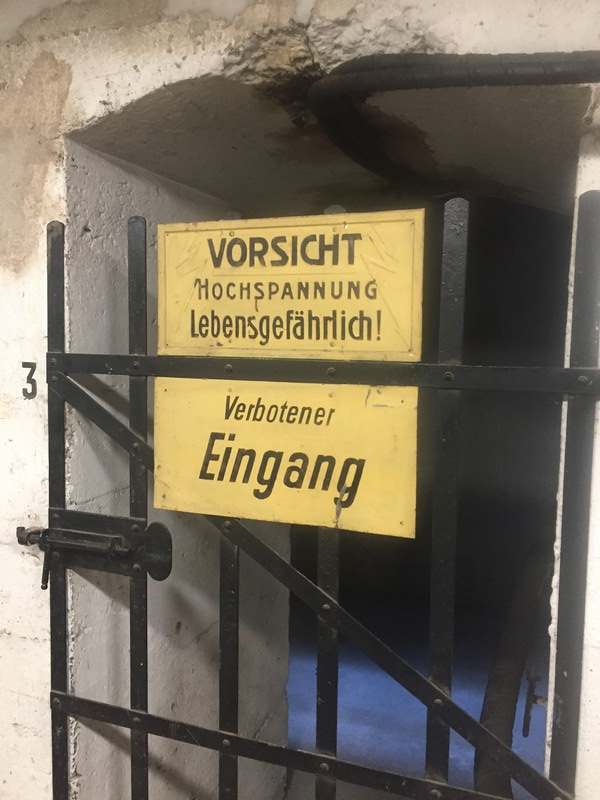 VORSICHT
HOCHSPANNUNG
Lebensgefährlich!
3
Verbotener
Eingang